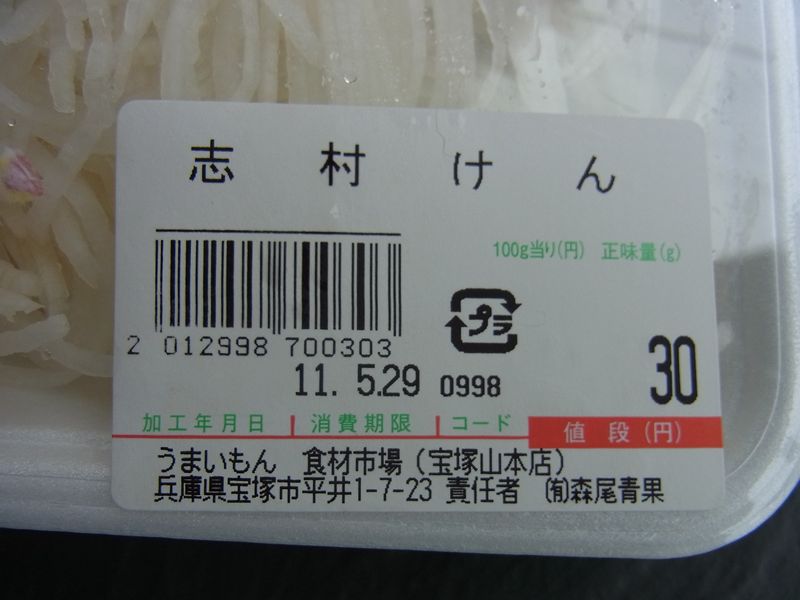 志村けん
100g当り(円) 正味量(g)
プラ
2 012998 700303
11. 5.29 0998 30
加工年月日 消費期限 コード 値段(円)
うまいもん 食材市場(宝塚山本店)
兵庫県宝塚市平井1-7-23 責任者 ㈲森尾青果